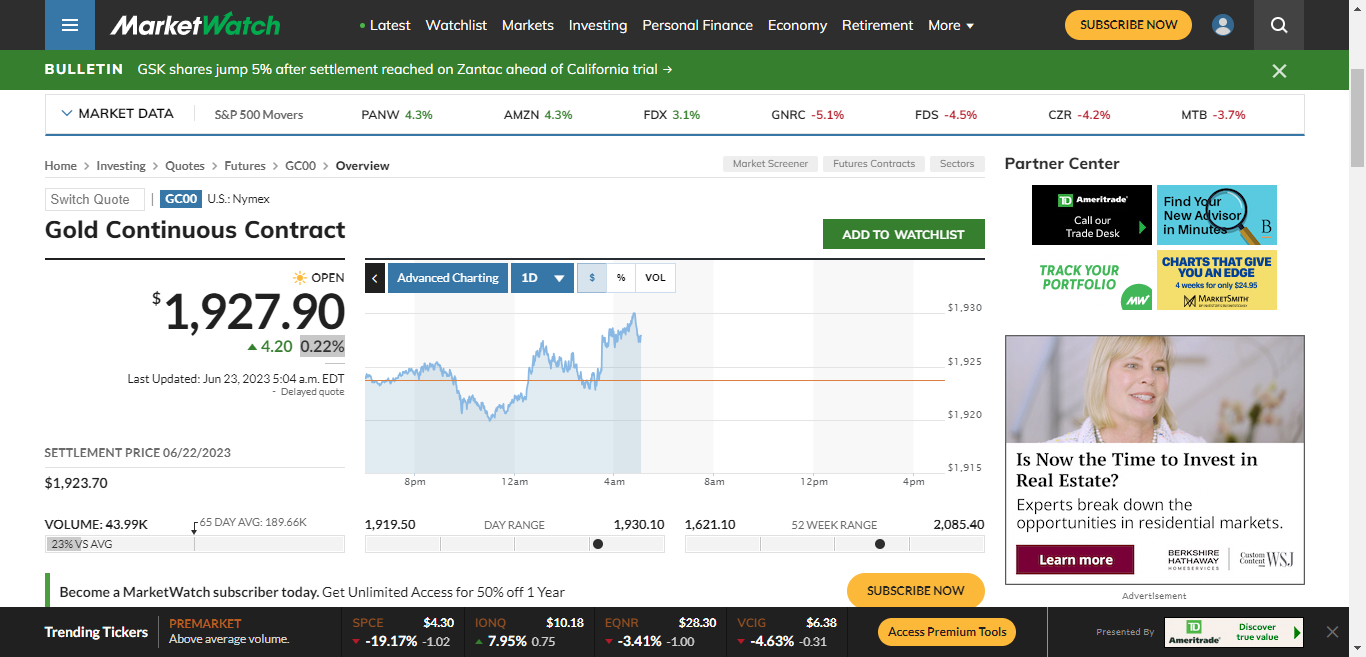 MarketWatch
Latest Watchlist Markets Investing Personal Finance Economy Retirement More
SUBSCRIBE NOW
BULLETIN GSK shares jump 5% after settlement reached on Zantac ahead of California trial →
MARKET DATA S&P 500 Movers PANW 4.3% AMZN 4.3% FDX 3.1% GNRC -5.1% FDS -4.5% CZR -4.2% MTB -3.7%
Home > Investing > Quotes > Futures > GC00 > Overview
Market Screener Futures Contracts Sectors
Switch Quote | GC00 U.S.: Nymex
Gold Continuous Contract
ADD TO WATCHLIST
OPEN
$1,927.90
4.20 0.22%
Last Updated: Jun 23, 2023 5:04 a.m. EDT
- Delayed quote
SETTLEMENT PRICE 06/22/2023
$1,923.70
VOLUME: 43.99K
65 DAY AVG: 189.66K
23% VS AVG
Advanced Charting 1D $ % VOL
$1,930
$1,925
$1,920
$1,915
8pm 12am 4am 8am 12pm 4pm
1,919.50 DAY RANGE 1,930.10
1,621.10 52 WEEK RANGE 2,085.40
Become a MarketWatch subscriber today. Get Unlimited Access for 50% off 1 Year
SUBSCRIBE NOW
Partner Center
TD Ameritrade
Call our
Trade Desk
Find Your
New Advisor
in Minutes
B
TRACK YOUR
PORTFOLIO
MW
CHARTS THAT GIVE
YOU AN EDGE
4 weeks for only $24.95
MARKETSMITH
Is Now the Time to Invest in
Real Estate?
Experts break down the
opportunities in residential markets.
Learn more
BERKSHIRE
HATHAWAY
HOMESERVICES
Custom
Content
WSJ
Advertisement
Trending Tickers
PREMARKET
Above average volume.
SPCE $4.30
-19.17% -1.02
IONQ $10.18
7.95% 0.75
EQNR $28.30
-3.41% -1.00
VCIG $6.38
-4.63% -0.31
Access Premium Tools
Presented By
TD Ameritrade
Discover
true value